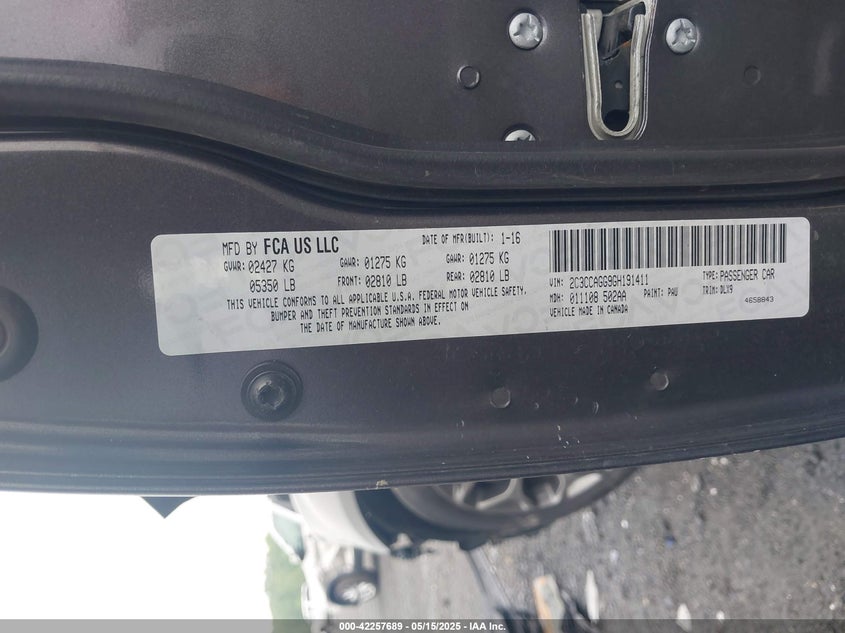 MFD BY FCA US LLC
DATE OF MFR(BUILT): 1-16
GVWR: 02427 KG GAWR: 01275 KG GAWR: 01275 KG
05350 LB FRONT: 02810 LB REAR: 02810 LB
THIS VEHICLE CONFORMS TO ALL APPLICABLE U.S.A. FEDERAL MOTOR VEHICLE SAFETY,
BUMPER AND THEFT PREVENTION STANDARDS IN EFFECT ON
THE DATE OF MANUFACTURE SHOWN ABOVE.
VIN: 2C3CCAGG9GH191411 TYPE: PASSENGER CAR
MDH: 011108 502AA PAINT: PAU TRIM: DLX9
VEHICLE MADE IN CANADA 4658843
000-42257689 - 05/15/2025 - IAA Inc.